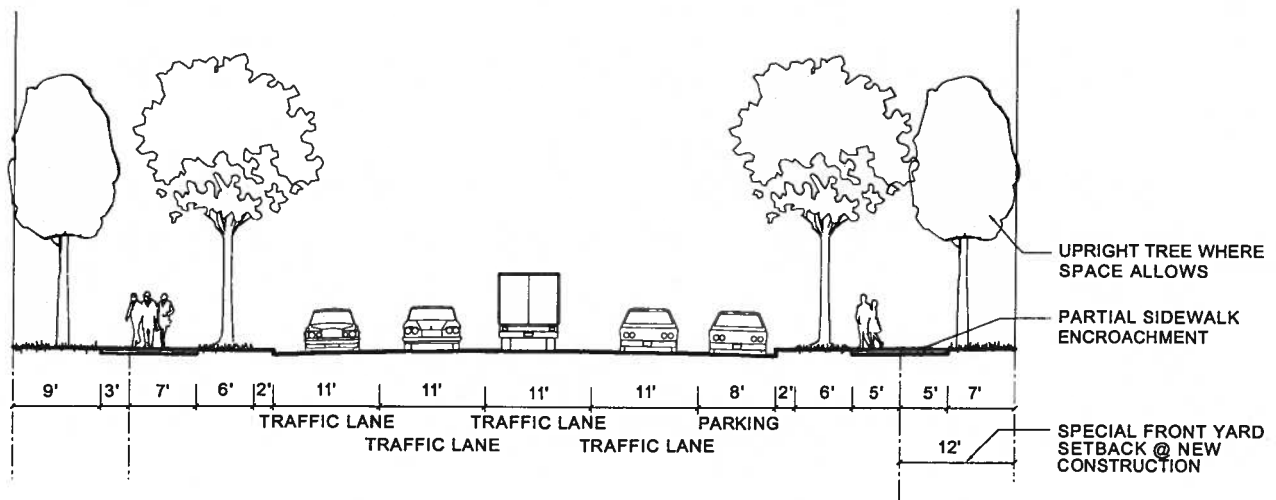 UPRIGHT TREE WHERE
SPACE ALLOWS
PARTIAL SIDEWALK
ENCROACHMENT
9' 3' 7' 6' 2' 11' 11' 11' 11' 8' 2' 6' 5' 5' 7'
TRAFFIC LANE TRAFFIC LANE PARKING
TRAFFIC LANE TRAFFIC LANE
12'
SPECIAL FRONT YARD
SETBACK @ NEW
CONSTRUCTION